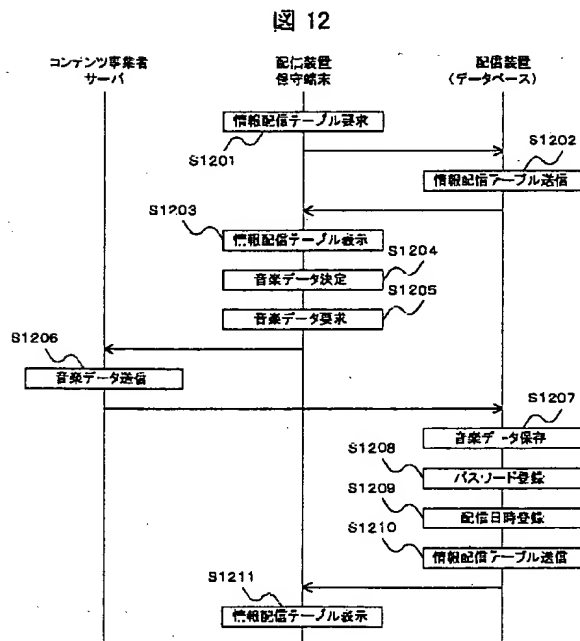 図 12
コンテンツ事業者
サーバ
配信装置
保守端末
配信装置
(データベース)
情報配信テーブル要求
S1201
S1202
情報配信テーブル送信
S1203
情報配信テーブル表示
S1204
音楽データ決定
S1205
音楽データ要求
S1206
音楽データ送信
S1207
音楽データ保存
S1208
パスワード登録
S1209
配信日時登録
S1210
情報配信テーブル送信
S1211
情報配信テーブル表示